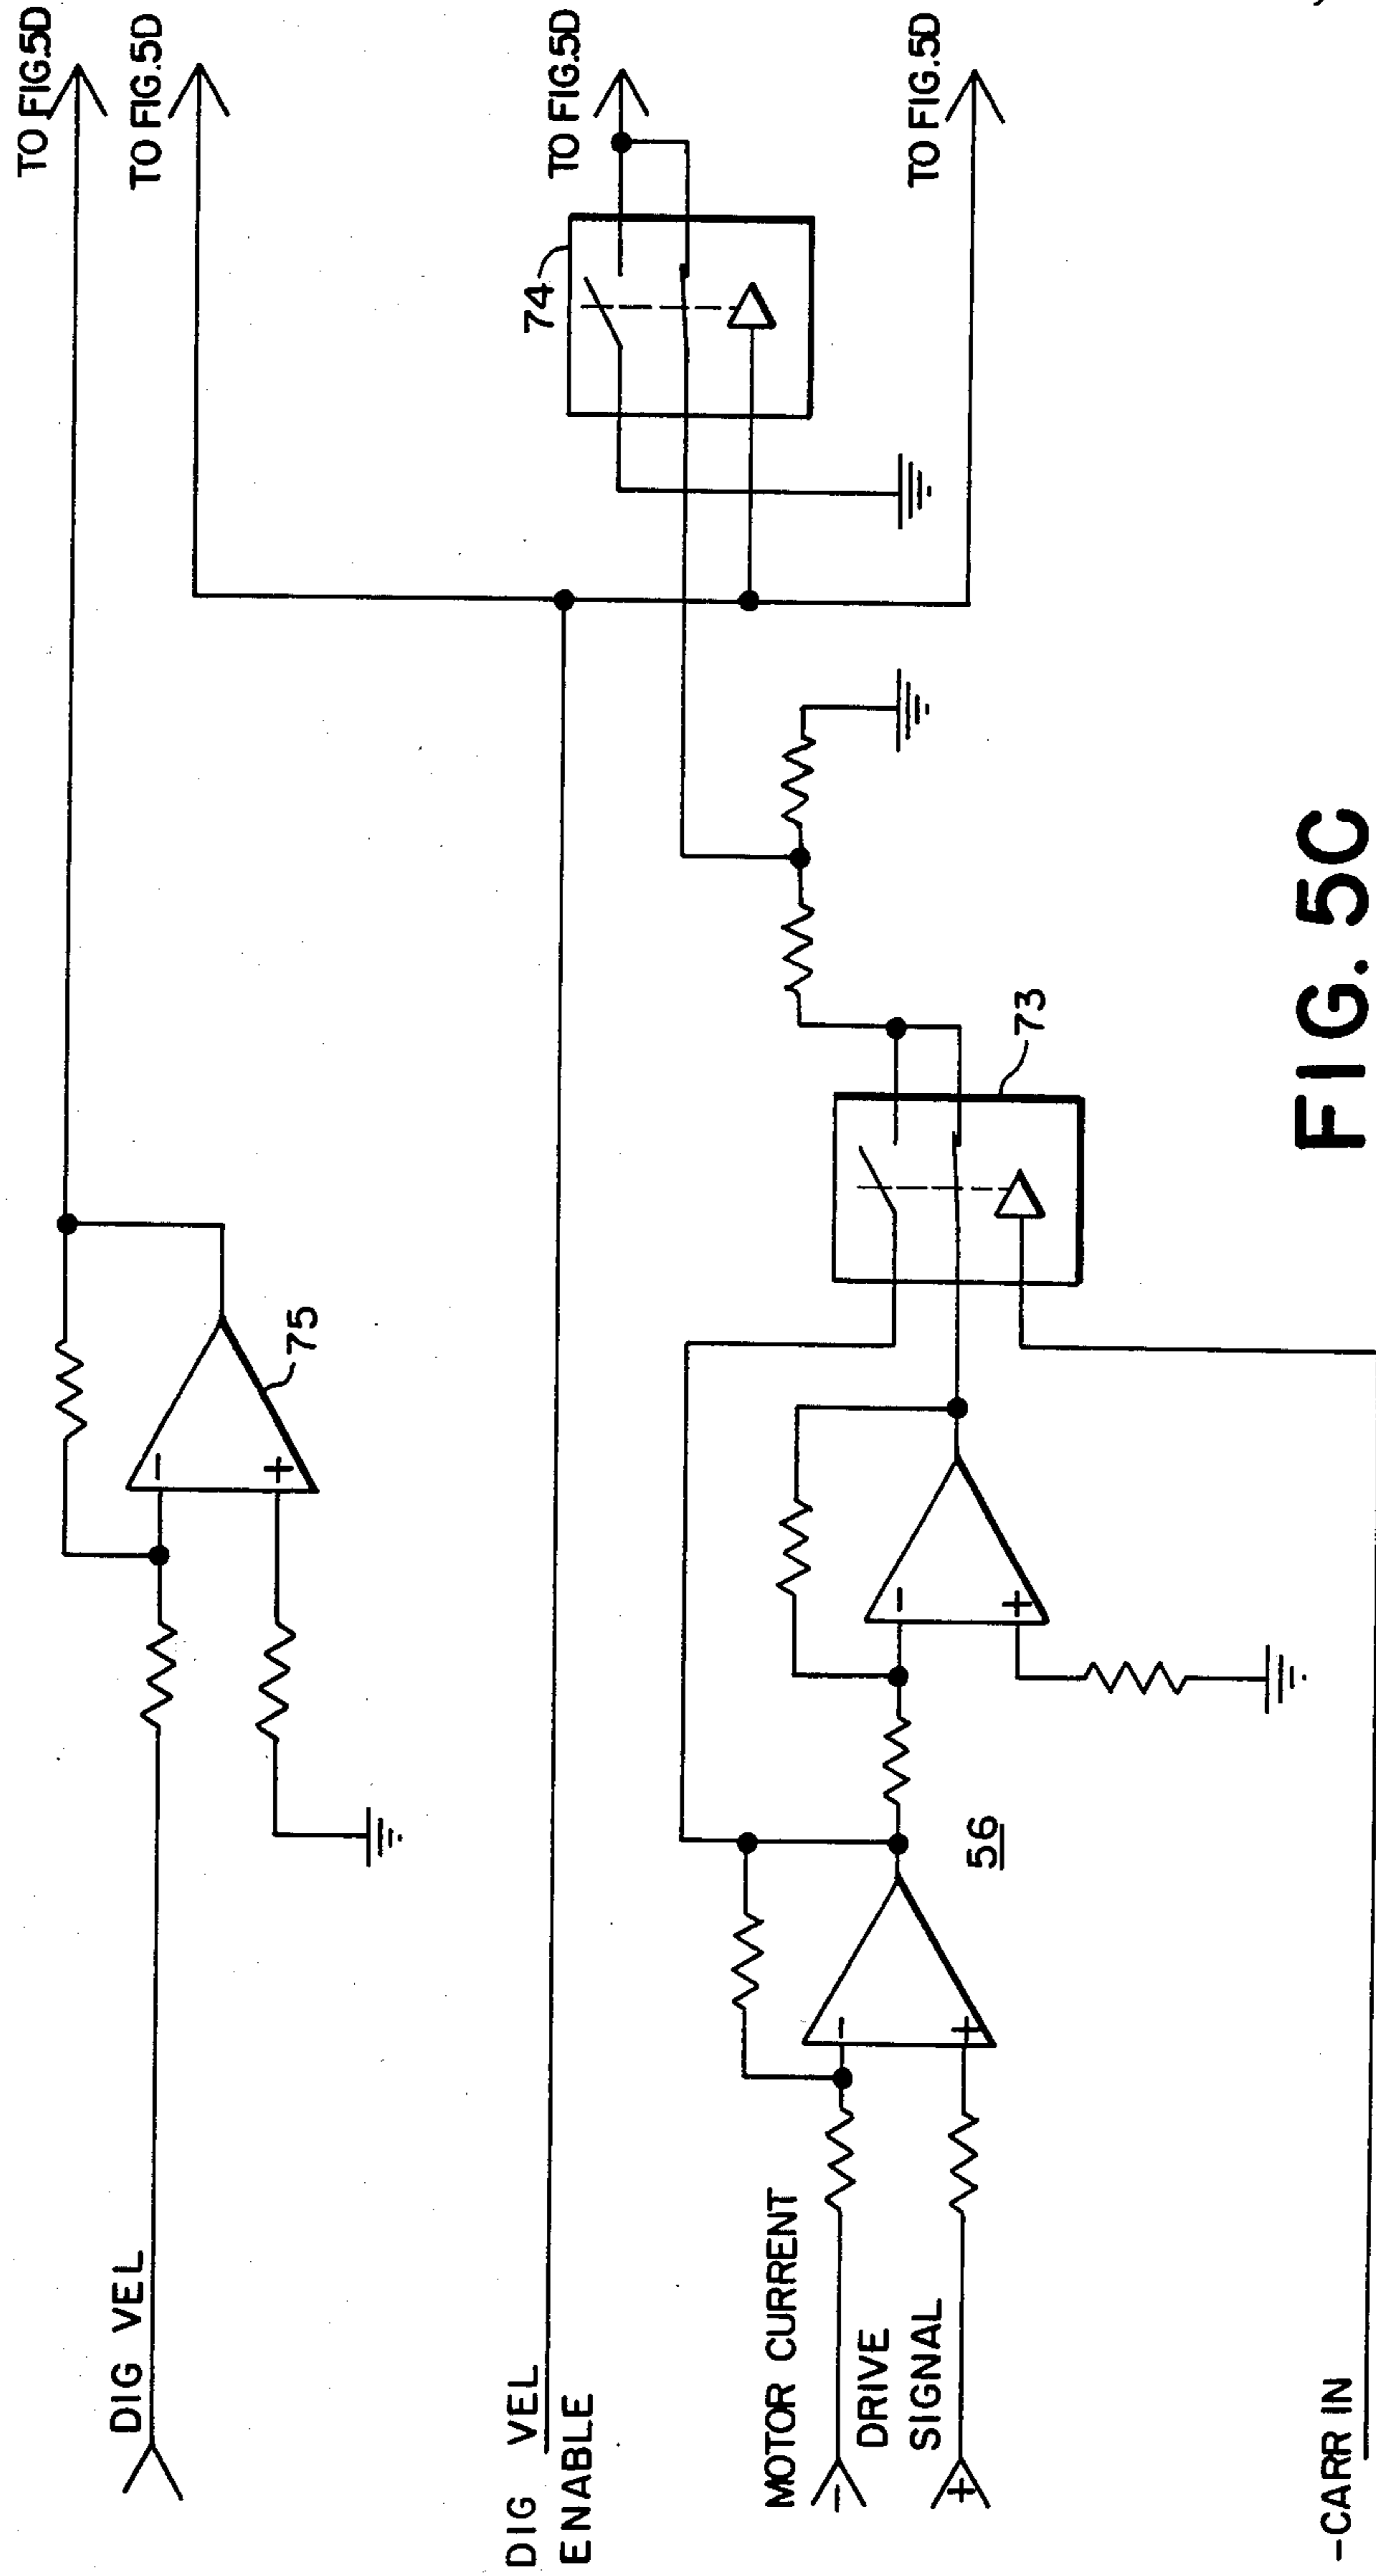 DIG VEL
TO FIG.5D
TO FIG.5D
-
+
75
DIG VEL
ENABLE
TO FIG.5D
74
MOTOR CURRENT
-
DRIVE
SIGNAL
+
-
+
56
-
+
73
TO FIG.5D
-CARR IN
FIG. 5C